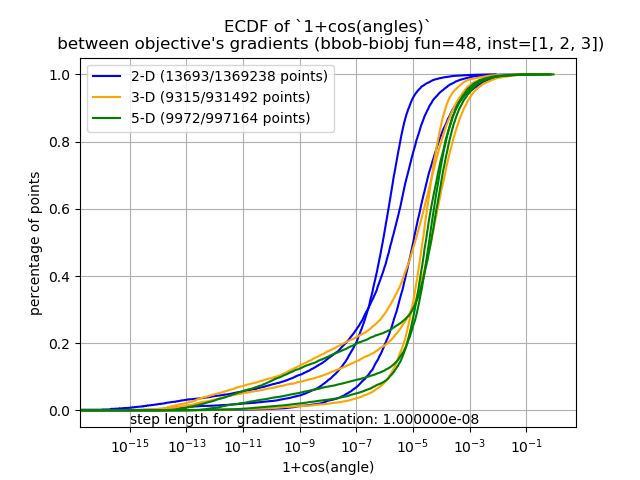 ECDF of `1+cos(angles)`
between objective's gradients (bbob-biobj fun=48, inst=[1, 2, 3])
1.0
0.8
0.6
0.4
0.2
0.0
percentage of points
2-D (13693/1369238 points)
3-D (9315/931492 points)
5-D (9972/997164 points)
step length for gradient estimation: 1.000000e-08
10⁻¹⁵ 10⁻¹³ 10⁻¹¹ 10⁻⁹ 10⁻⁷ 10⁻⁵ 10⁻³ 10⁻¹
1+cos(angle)